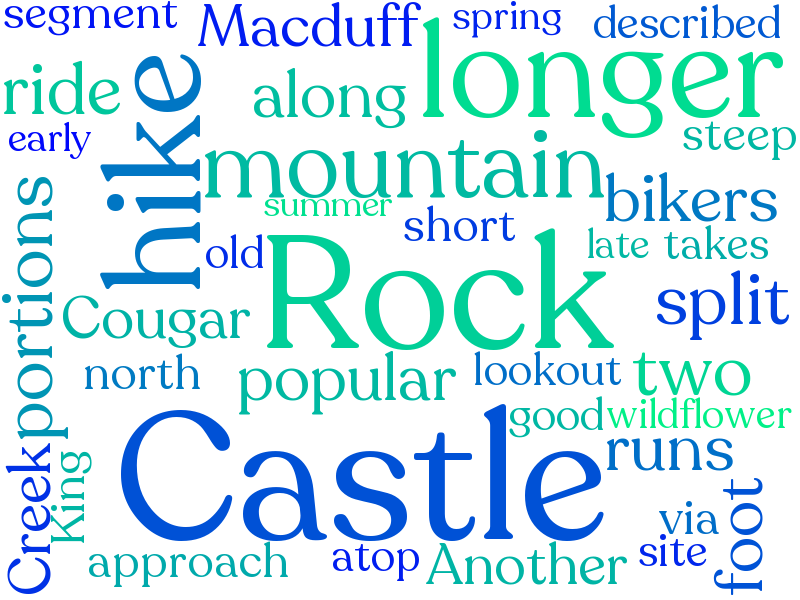 segment
Macduff
spring
described
ride
hike
along
longer
early
steep
mountain
summer
bikers
portions
short
old
late
takes
Rock
Cougar
split
north
popular
lookout
two
good
wildflower
Castle
runs
Creek
King
via
foot
approach
atop
Another
site